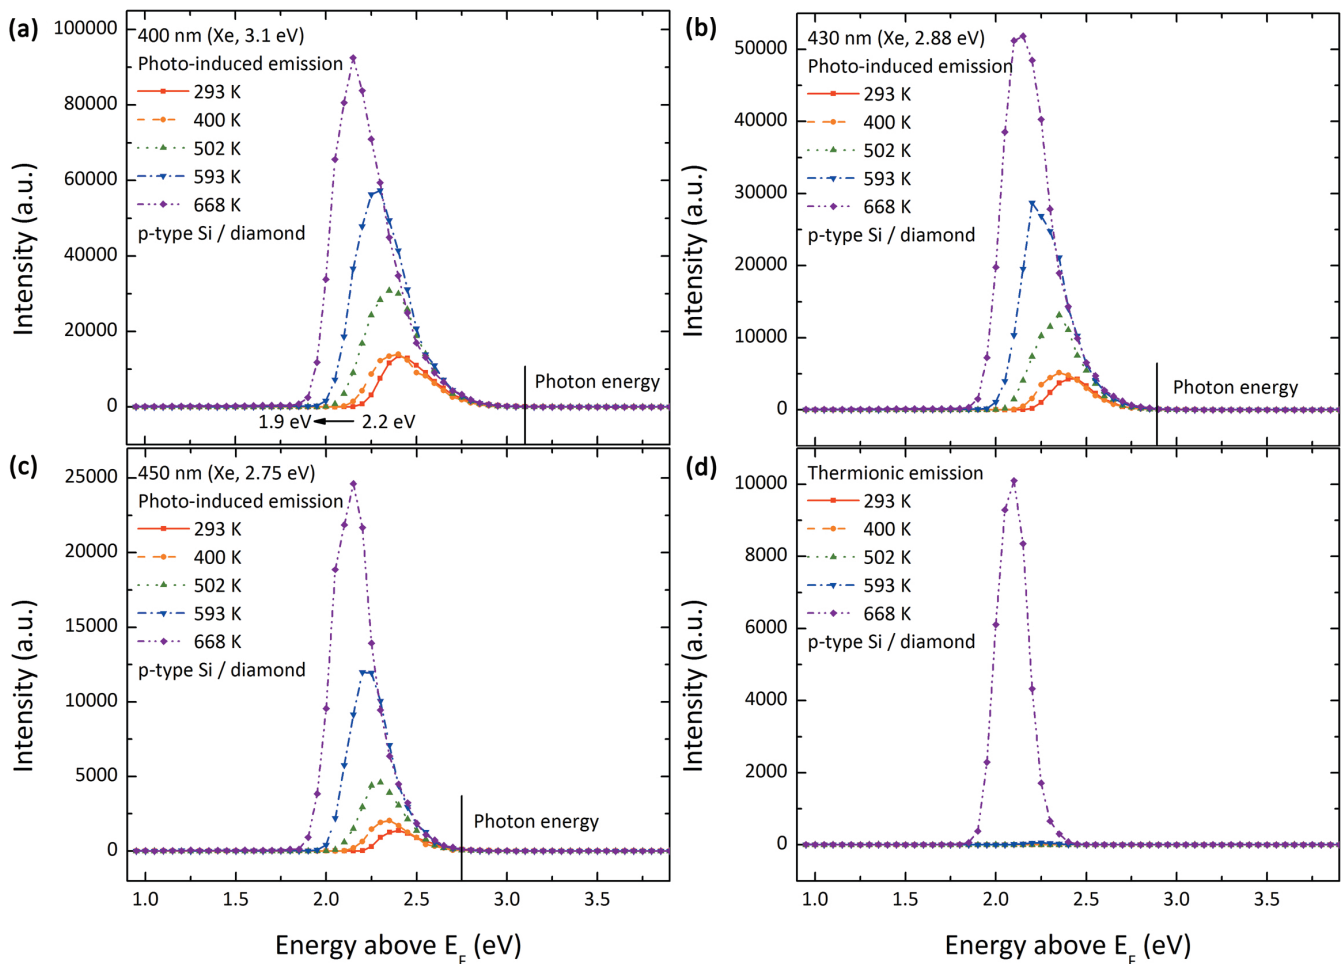 (a)
400 nm (Xe, 3.1 eV)
Photo-induced emission
293 K
400 K
502 K
593 K
668 K
p-type Si / diamond
Photon energy
1.9 eV
2.2 eV
100000
80000
60000
40000
20000
0
Intensity (a.u.)
(b)
430 nm (Xe, 2.88 eV)
Photo-induced emission
293 K
400 K
502 K
593 K
668 K
p-type Si / diamond
Photon energy
50000
40000
30000
20000
10000
0
Intensity (a.u.)
(c)
450 nm (Xe, 2.75 eV)
Photo-induced emission
293 K
400 K
502 K
593 K
668 K
p-type Si / diamond
Photon energy
25000
20000
15000
10000
5000
0
Intensity (a.u.)
1.0 1.5 2.0 2.5 3.0 3.5
Energy above E_F (eV)
(d)
Thermionic emission
293 K
400 K
502 K
593 K
668 K
p-type Si / diamond
10000
8000
6000
4000
2000
0
Intensity (a.u.)
1.0 1.5 2.0 2.5 3.0 3.5
Energy above E_F (eV)